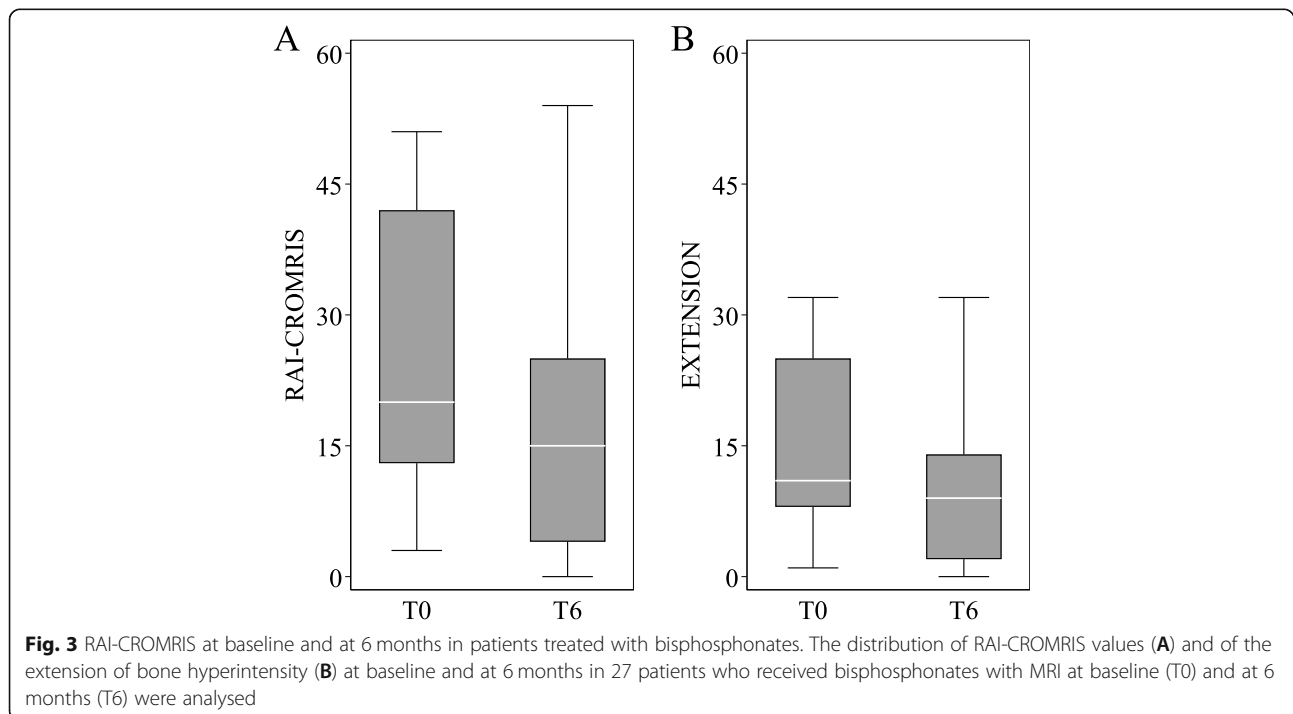 A
60
45
30
15
0
RAI-CROMRIS
T0
T6
B
60
45
30
15
0
EXTENSION
T0
T6
Fig. 3 RAI-CROMRIS at baseline and at 6 months in patients treated with bisphosphonates. The distribution of RAI-CROMRIS values (A) and of the
extension of bone hyperintensity (B) at baseline and at 6 months in 27 patients who received bisphosphonates with MRI at baseline (T0) and at 6
months (T6) were analysed